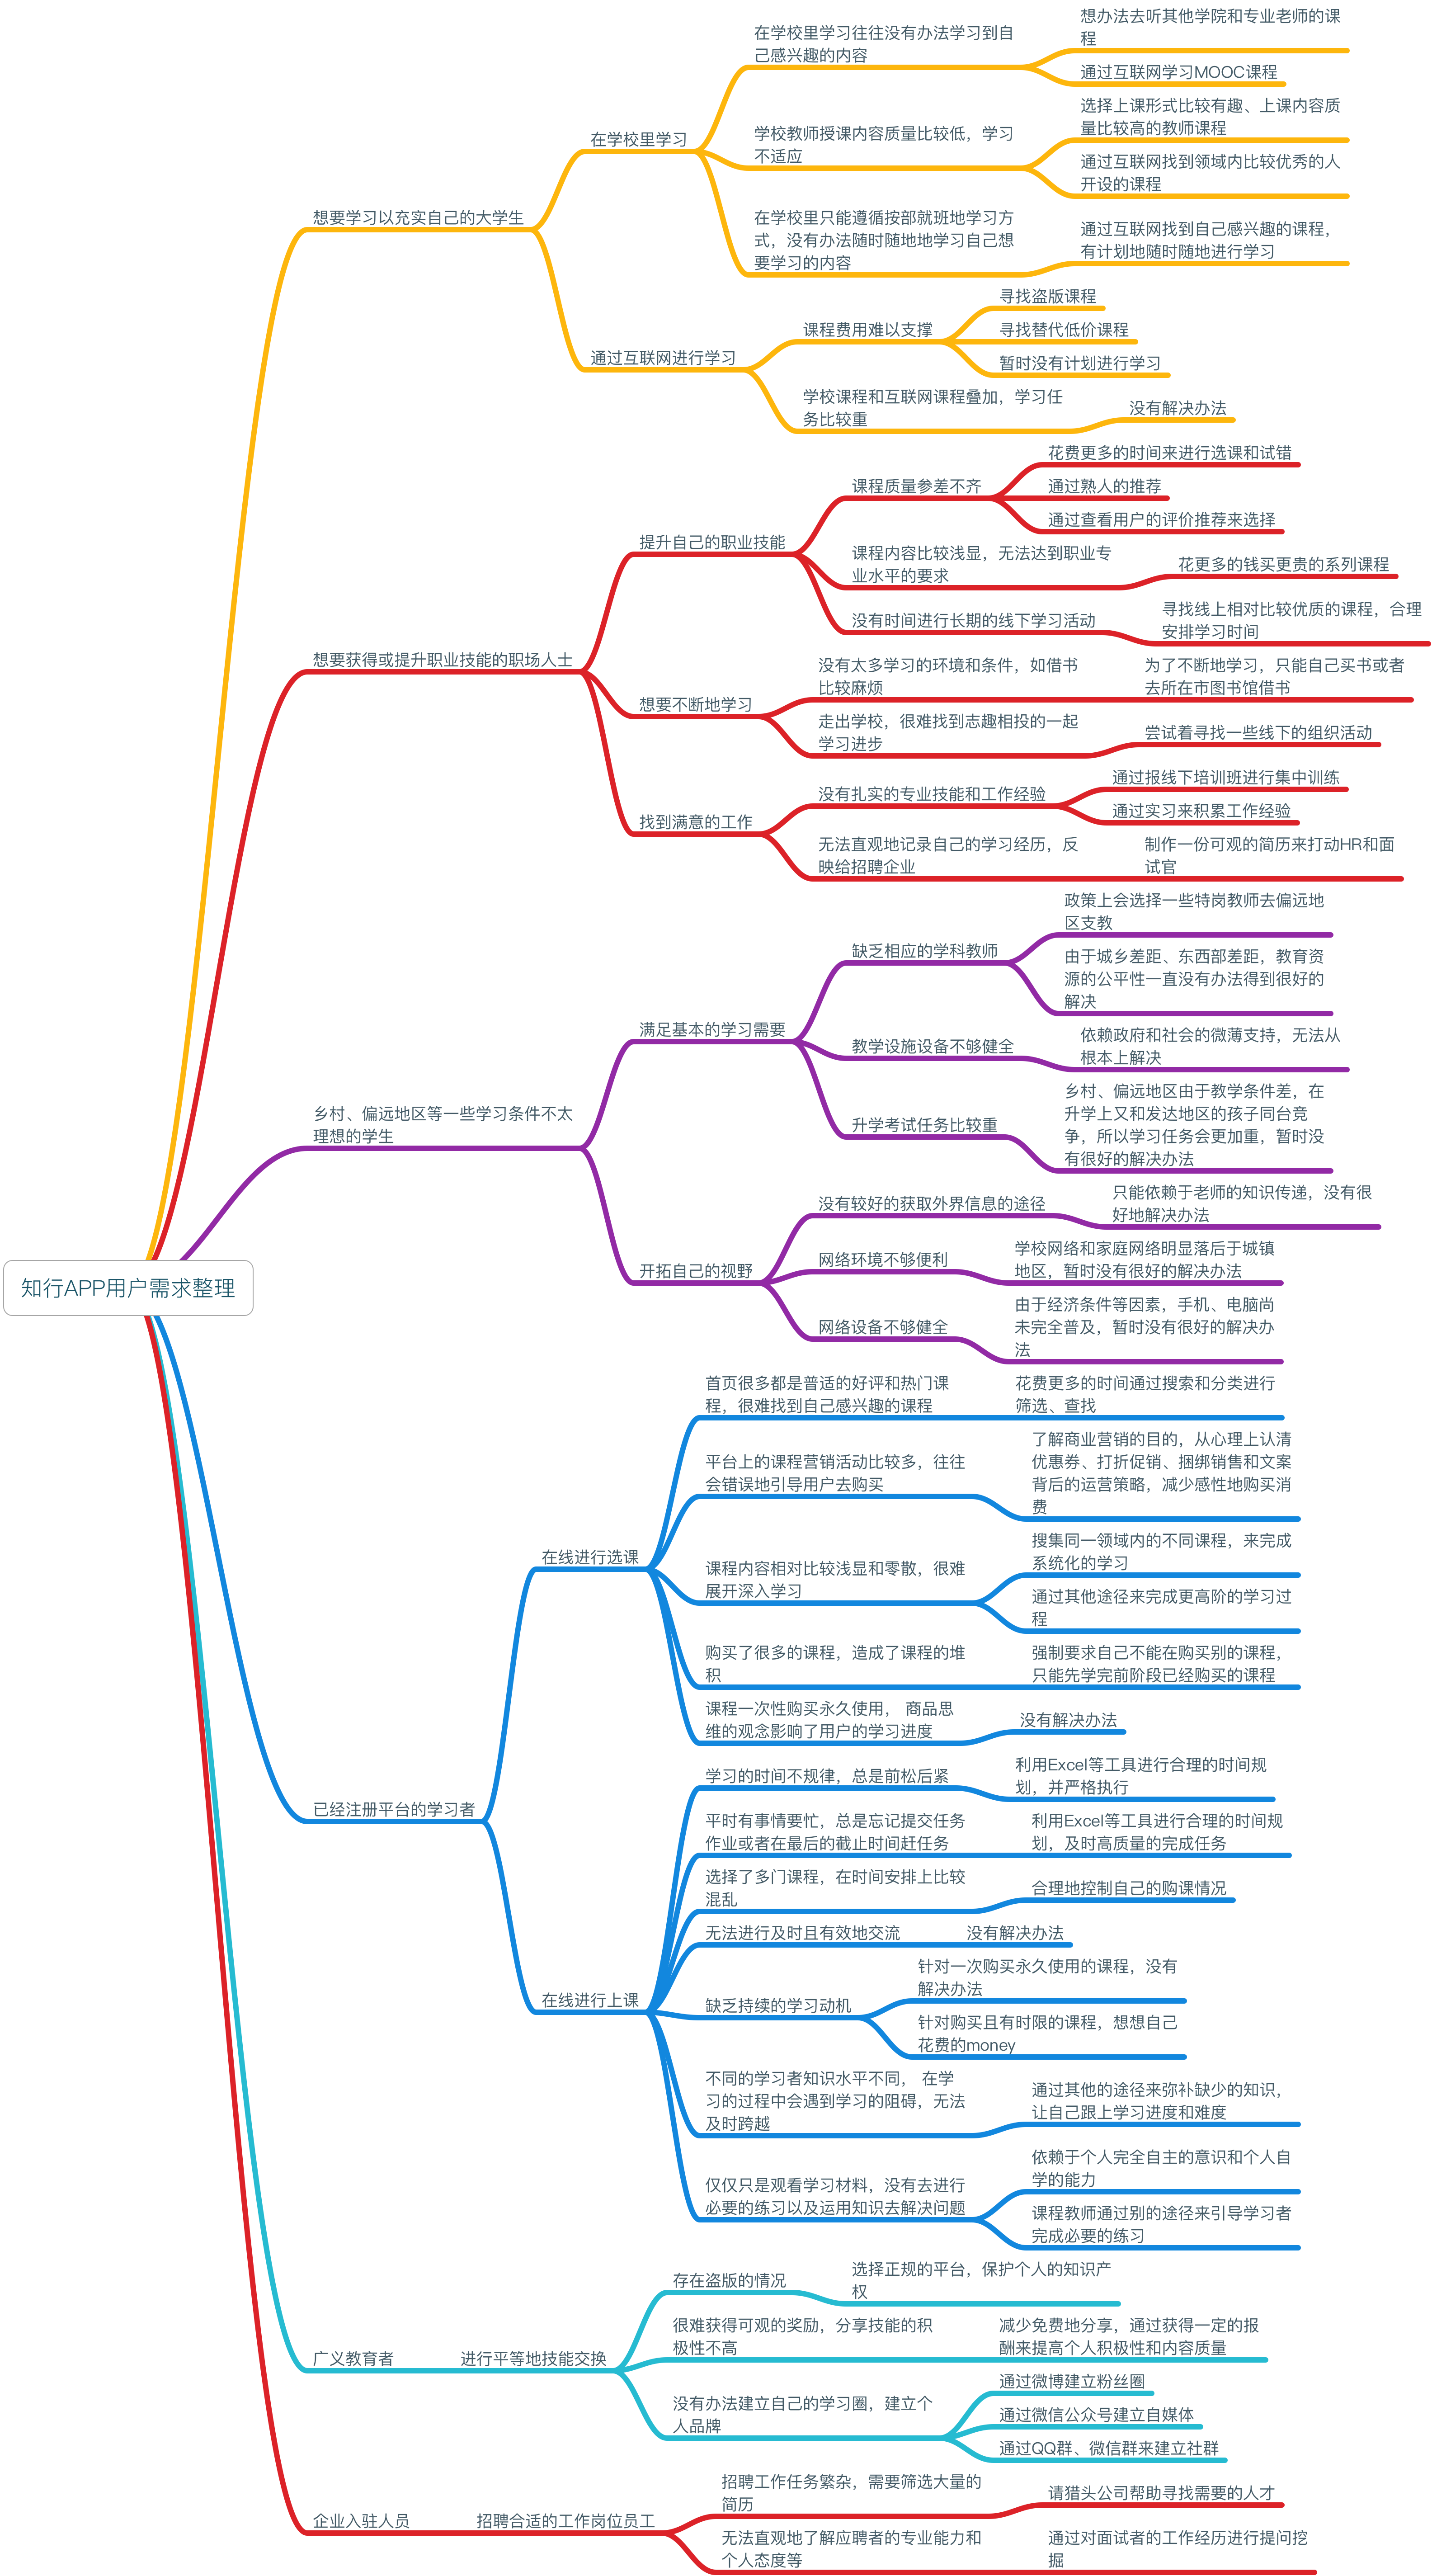 知行APP用户需求整理
想要学习以充实自己的大学生
在学校里学习
在学校里学习往往没有办法学习到自
己感兴趣的内容
想办法去听其他学院和专业老师的课
程
通过互联网学习MOOC课程
学校教师授课内容质量比较低，学习
不适应
选择上课形式比较有趣、上课内容质
量比较高的教师课程
通过互联网找到领域内比较优秀的人
开设的课程
在学校里只能遵循按部就班地学习方
式，没有办法随时随地地学习自己想
要学习的内容
通过互联网找到自己感兴趣的课程，
有计划地随时随地进行学习
通过互联网进行学习
课程费用难以支撑
寻找盗版课程
寻找替代低价课程
暂时没有计划进行学习
学校课程和互联网课程叠加，学习任
务比较重
没有解决办法
想要获得或提升职业技能的职场人士
提升自己的职业技能
课程质量参差不齐
花费更多的时间来进行选课和试错
通过熟人的推荐
通过查看用户的评价推荐来选择
课程内容比较浅显，无法达到职业专
业水平的要求
花更多的钱买更贵的系列课程
没有时间进行长期的线下学习活动
寻找线上相对比较优质的课程，合理
安排学习时间
想要不断地学习
没有太多学习的环境和条件，如借书
比较麻烦
为了不断地学习，只能自己买书或者
去所在市图书馆借书
走出学校，很难找到志趣相投的一起
学习进步
尝试着寻找一些线下的组织活动
找到满意的工作
没有扎实的专业技能和工作经验
通过报线下培训班进行集中训练
通过实习来积累工作经验
无法直观地记录自己的学习经历，反
映给招聘企业
制作一份可观的简历来打动HR和面
试官
乡村、偏远地区等一些学习条件不太
理想的学生
满足基本的学习需要
缺乏相应的学科教师
政策上会选择一些特岗教师去偏远地
区支教
由于城乡差距、东西部差距，教育资
源的公平性一直没有办法得到很好的
解决
教学设施设备不够健全
依赖政府和社会的微薄支持，无法从
根本上解决
升学考试任务比较重
乡村、偏远地区由于教学条件差，在
升学上又和发达地区的孩子同台竞
争，所以学习任务会更加重，暂时没
有很好的解决办法
开拓自己的视野
没有较好的获取外界信息的途径
只能依赖于老师的知识传递，没有很
好地解决办法
网络环境不够便利
学校网络和家庭网络明显落后于城镇
地区，暂时没有很好的解决办法
网络设备不够健全
由于经济条件等因素，手机、电脑尚
未完全普及，暂时没有很好的解决办
法
已经注册平台的学习者
在线进行选课
首页很多都是普适的好评和热门课
程，很难找到自己感兴趣的课程
花费更多的时间通过搜索和分类进行
筛选、查找
平台上的课程营销活动比较多，往往
会错误地引导用户去购买
了解商业营销的目的，从心理上认清
优惠券、打折促销、捆绑销售和文案
背后的运营策略，减少感性地购买消
费
课程内容相对比较浅显和零散，很难
展开深入学习
搜集同一领域内的不同课程，来完成
系统化的学习
通过其他途径来完成更高阶的学习过
程
购买了很多的课程，造成了课程的堆
积
强制要求自己不能在购买别的课程，
只能先学完前阶段已经购买的课程
课程一次性购买永久使用， 商品思
维的观念影响了用户的学习进度
没有解决办法
在线进行上课
学习的时间不规律，总是前松后紧
利用Excel等工具进行合理的时间规
划，并严格执行
平时有事情要忙，总是忘记提交任务
作业或者在最后的截止时间赶任务
利用Excel等工具进行合理的时间规
划，及时高质量的完成任务
选择了多门课程，在时间安排上比较
混乱
合理地控制自己的购课情况
无法进行及时且有效地交流
没有解决办法
缺乏持续的学习动机
针对一次购买永久使用的课程，没有
解决办法
针对购买且有时限的课程，想想自己
花费的money
不同的学习者知识水平不同， 在学
习的过程中会遇到学习的阻碍，无法
及时跨越
通过其他的途径来弥补缺少的知识，
让自己跟上学习进度和难度
仅仅只是观看学习材料，没有去进行
必要的练习以及运用知识去解决问题
依赖于个人完全自主的意识和个人自
学的能力
课程教师通过别的途径来引导学习者
完成必要的练习
广义教育者
进行平等地技能交换
存在盗版的情况
选择正规的平台，保护个人的知识产
权
很难获得可观的奖励，分享技能的积
极性不高
减少免费地分享，通过获得一定的报
酬来提高个人积极性和内容质量
没有办法建立自己的学习圈，建立个
人品牌
通过微博建立粉丝圈
通过微信公众号建立自媒体
通过QQ群、微信群来建立社群
企业入驻人员
招聘合适的工作岗位员工
招聘工作任务繁杂，需要筛选大量的
简历
请猎头公司帮助寻找需要的人才
无法直观地了解应聘者的专业能力和
个人态度等
通过对面试者的工作经历进行提问挖
掘